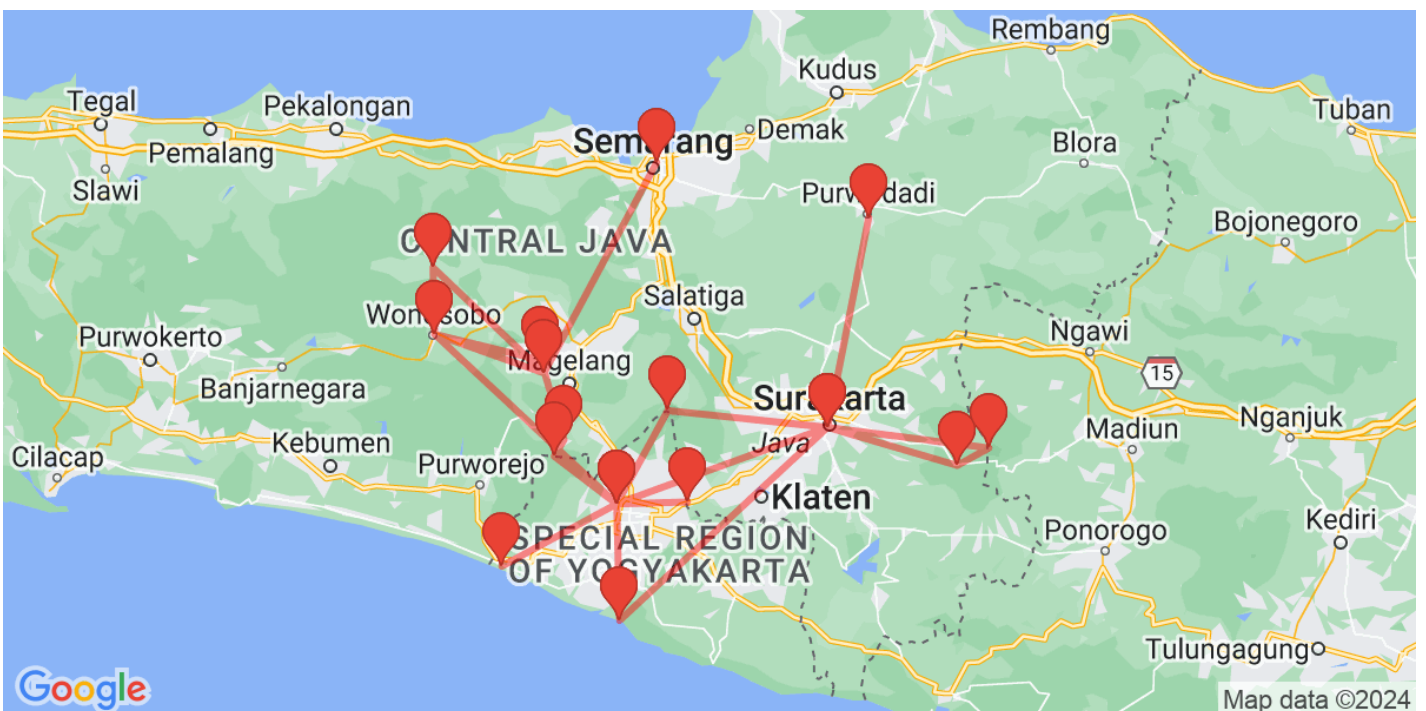 Rembang
Kudus
Tegal
Pekalongan
Tuban
Demak
Semarang
Pemalang
Blora
Slawi
Purwodadi
Bojonegoro
CENTRAL JAVA
Salatiga
Wonosobo
Purwokerto
Ngawi
Magelang
15
Banjarnegara
Surakarta
Nganjuk
Madiun
Java
Kebumen
Cilacap
Purworejo
Klaten
Kediri
Ponorogo
SPECIAL REGION
OF YOGYAKARTA
Tulungagung
Google
Map data ©2024